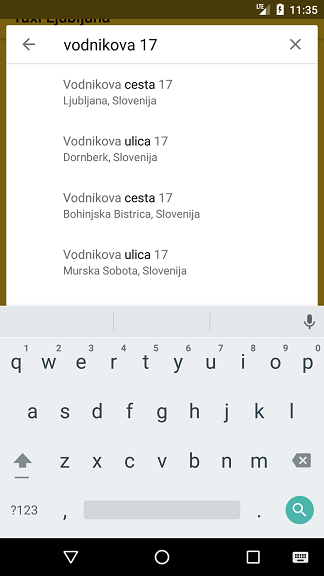 LTE 11:35
Taxi Ljubljana
vodnikova 17
Vodnikova cesta 17
Ljubljana, Slovenija
Vodnikova ulica 17
Dornberk, Slovenija
Vodnikova cesta 17
Bohinjska Bistrica, Slovenija
Vodnikova ulica 17
Murska Sobota, Slovenija
1 2 3 4 5 6 7 8 9 0
q w e r t y u i o p
a s d f g h j k l
z x c v b n m
?123 , .